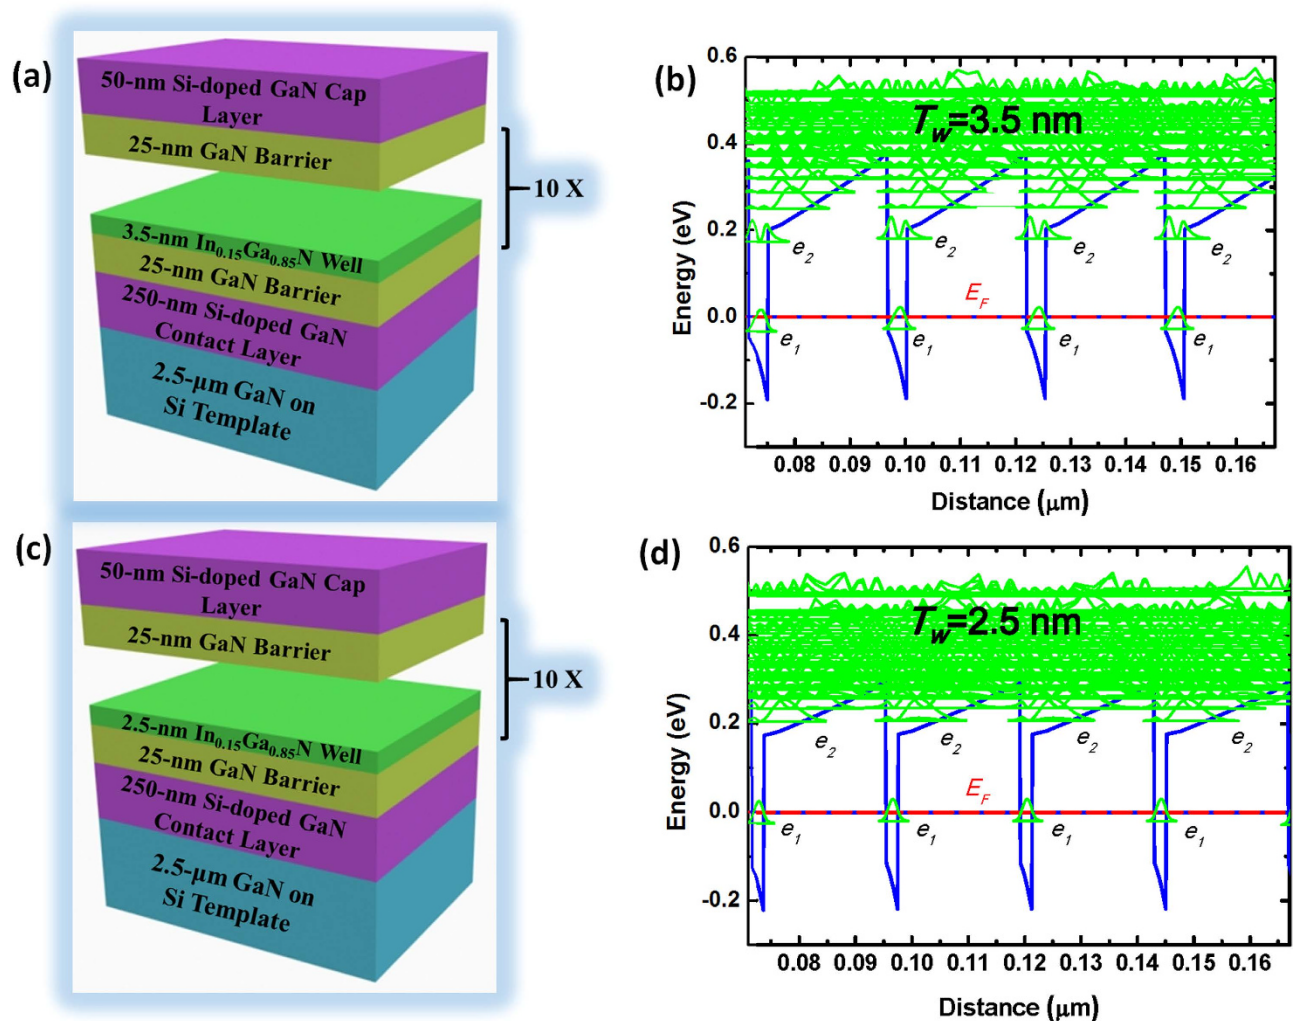 (a)
50-nm Si-doped GaN Cap
Layer
25-nm GaN Barrier
10 X
3.5-nm In0.15Ga0.85N Well
25-nm GaN Barrier
250-nm Si-doped GaN
Contact Layer
2.5-μm GaN on
Si Template
(b)
Energy (eV)
0.6
0.4
0.2
0.0
-0.2
Tw=3.5 nm
e2
e2
e2
e2
EF
e1
e1
e1
e1
0.08 0.09 0.10 0.11 0.12 0.13 0.14 0.15 0.16
Distance (μm)
(c)
50-nm Si-doped GaN Cap
Layer
25-nm GaN Barrier
10 X
2.5-nm In0.15Ga0.85N Well
25-nm GaN Barrier
250-nm Si-doped GaN
Contact Layer
2.5-μm GaN on
Si Template
(d)
Energy (eV)
0.6
0.4
0.2
0.0
-0.2
Tw=2.5 nm
e2
e2
e2
e2
EF
e1
e1
e1
e1
0.08 0.09 0.10 0.11 0.12 0.13 0.14 0.15 0.16
Distance (μm)